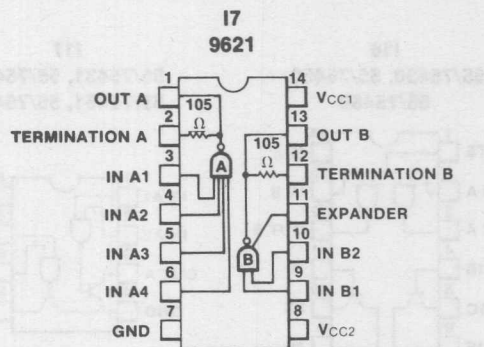 I7
9621
1
14
OUT A
VCC1
105
Ω
2
13
TERMINATION A
OUT B
105
Ω
3
12
IN A1
A
TERMINATION B
4
11
IN A2
EXPANDER
5
10
IN A3
B
IN B2
6
9
IN A4
IN B1
7
8
GND
VCC2